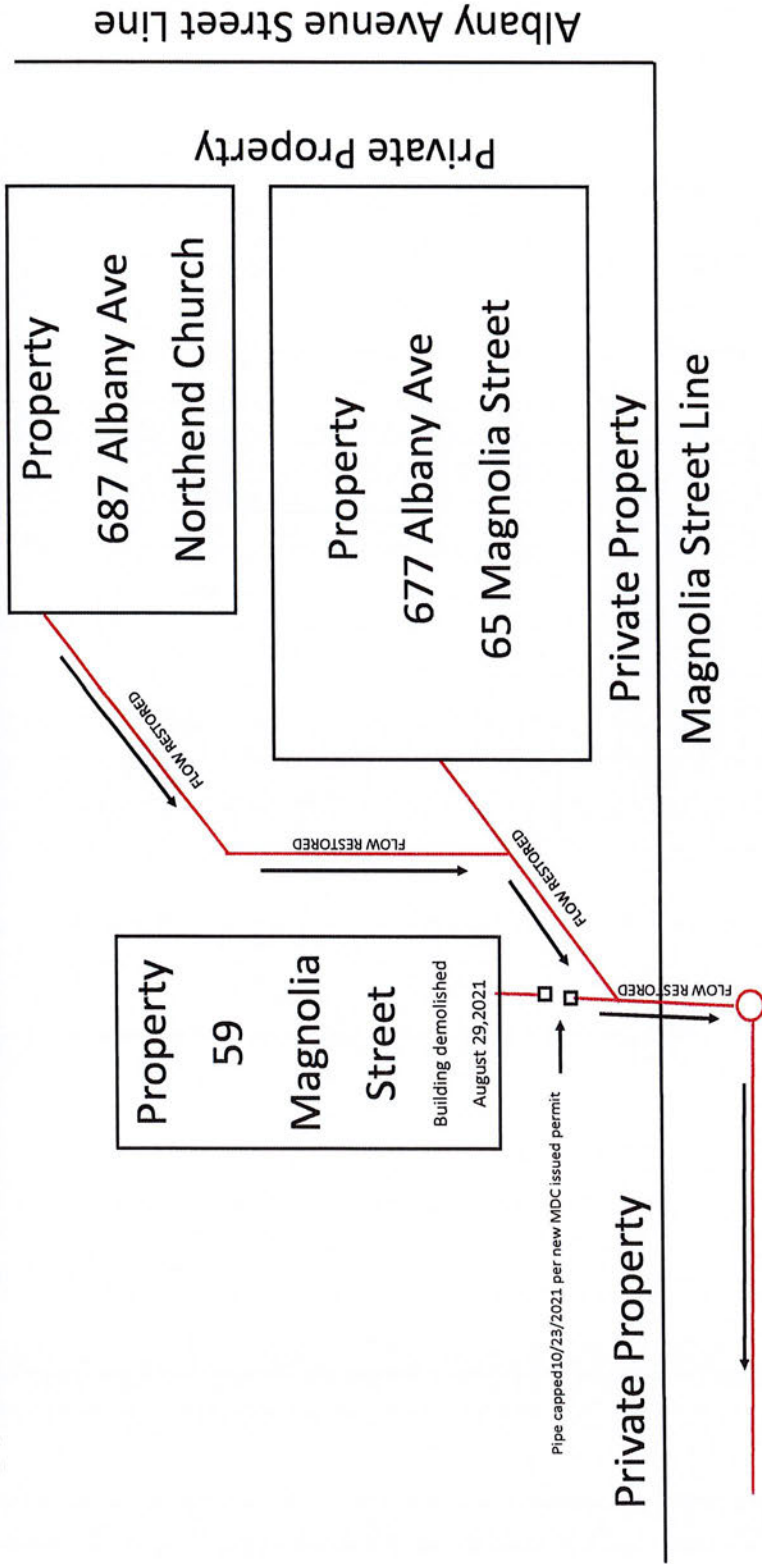 Albany Avenue Street Line
Private Property
Property
687 Albany Ave
Northend Church
Property
677 Albany Ave
65 Magnolia Street
FLOW RESTORED
FLOW RESTORED
FLOW RESTORED
FLOW RESTORED
Property
59
Magnolia
Street
Building demolished
August 29,2021
Pipe capped10/23/2021 per new MDC issued permit
Private Property
Private Property
Magnolia Street Line